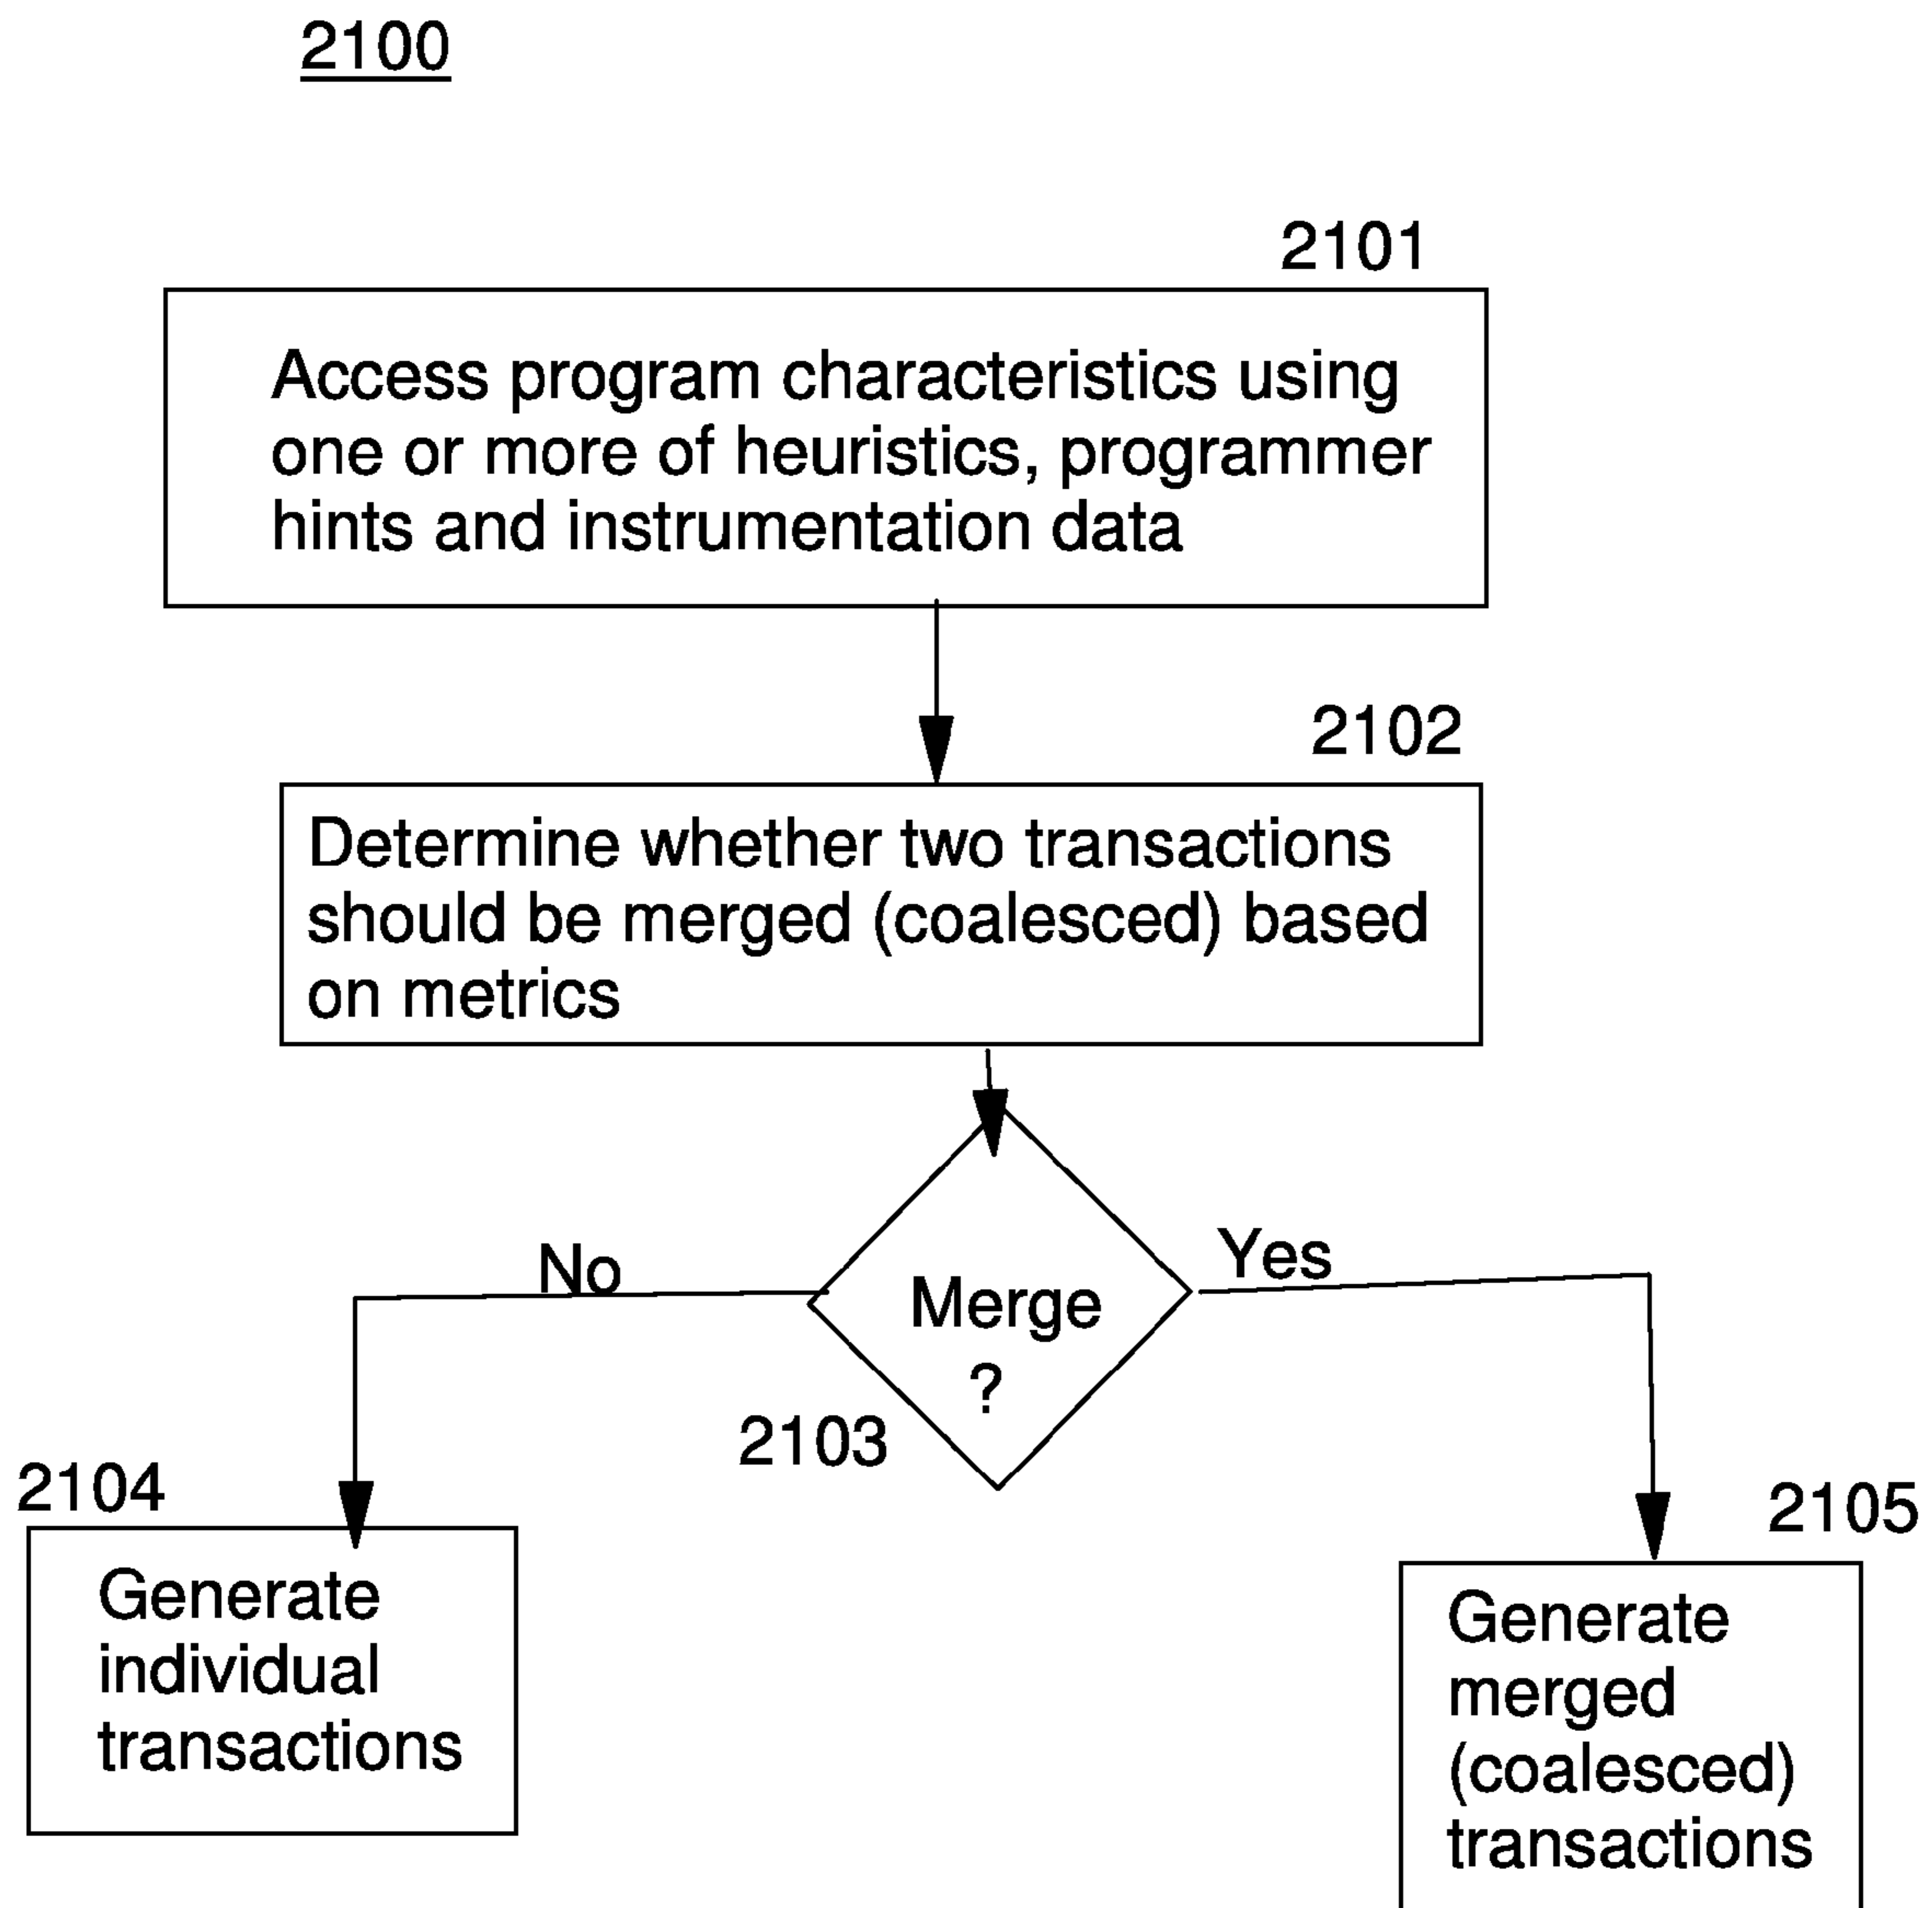 2100
2101
Access program characteristics using
one or more of heuristics, programmer
hints and instrumentation data
2102
Determine whether two transactions
should be merged (coalesced) based
on metrics
No
Yes
Merge
?
2103
2104
Generate
individual
transactions
2105
Generate
merged
(coalesced)
transactions